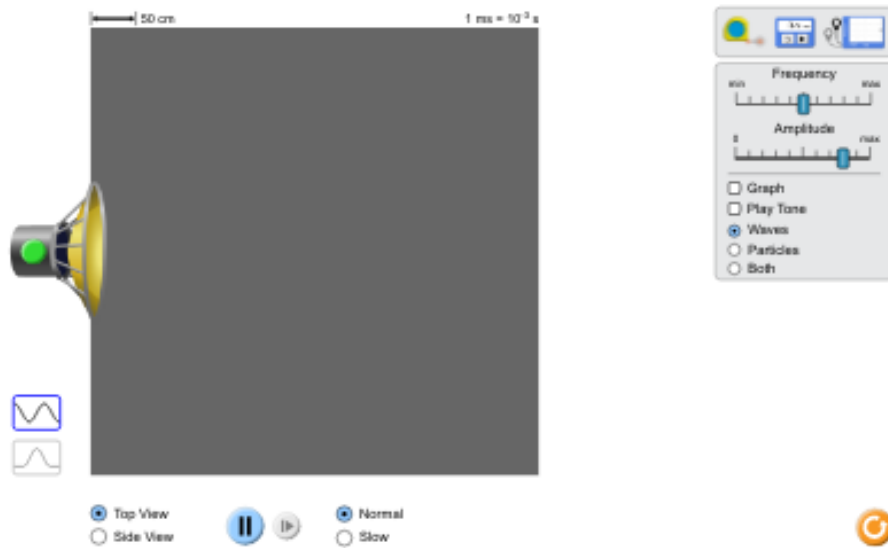 50 cm
1 ms = 10⁻³ s
Frequency
min max
Amplitude
0 max
Graph
Play Tone
Waves
Particles
Both
Top View
Side View
Normal
Slow